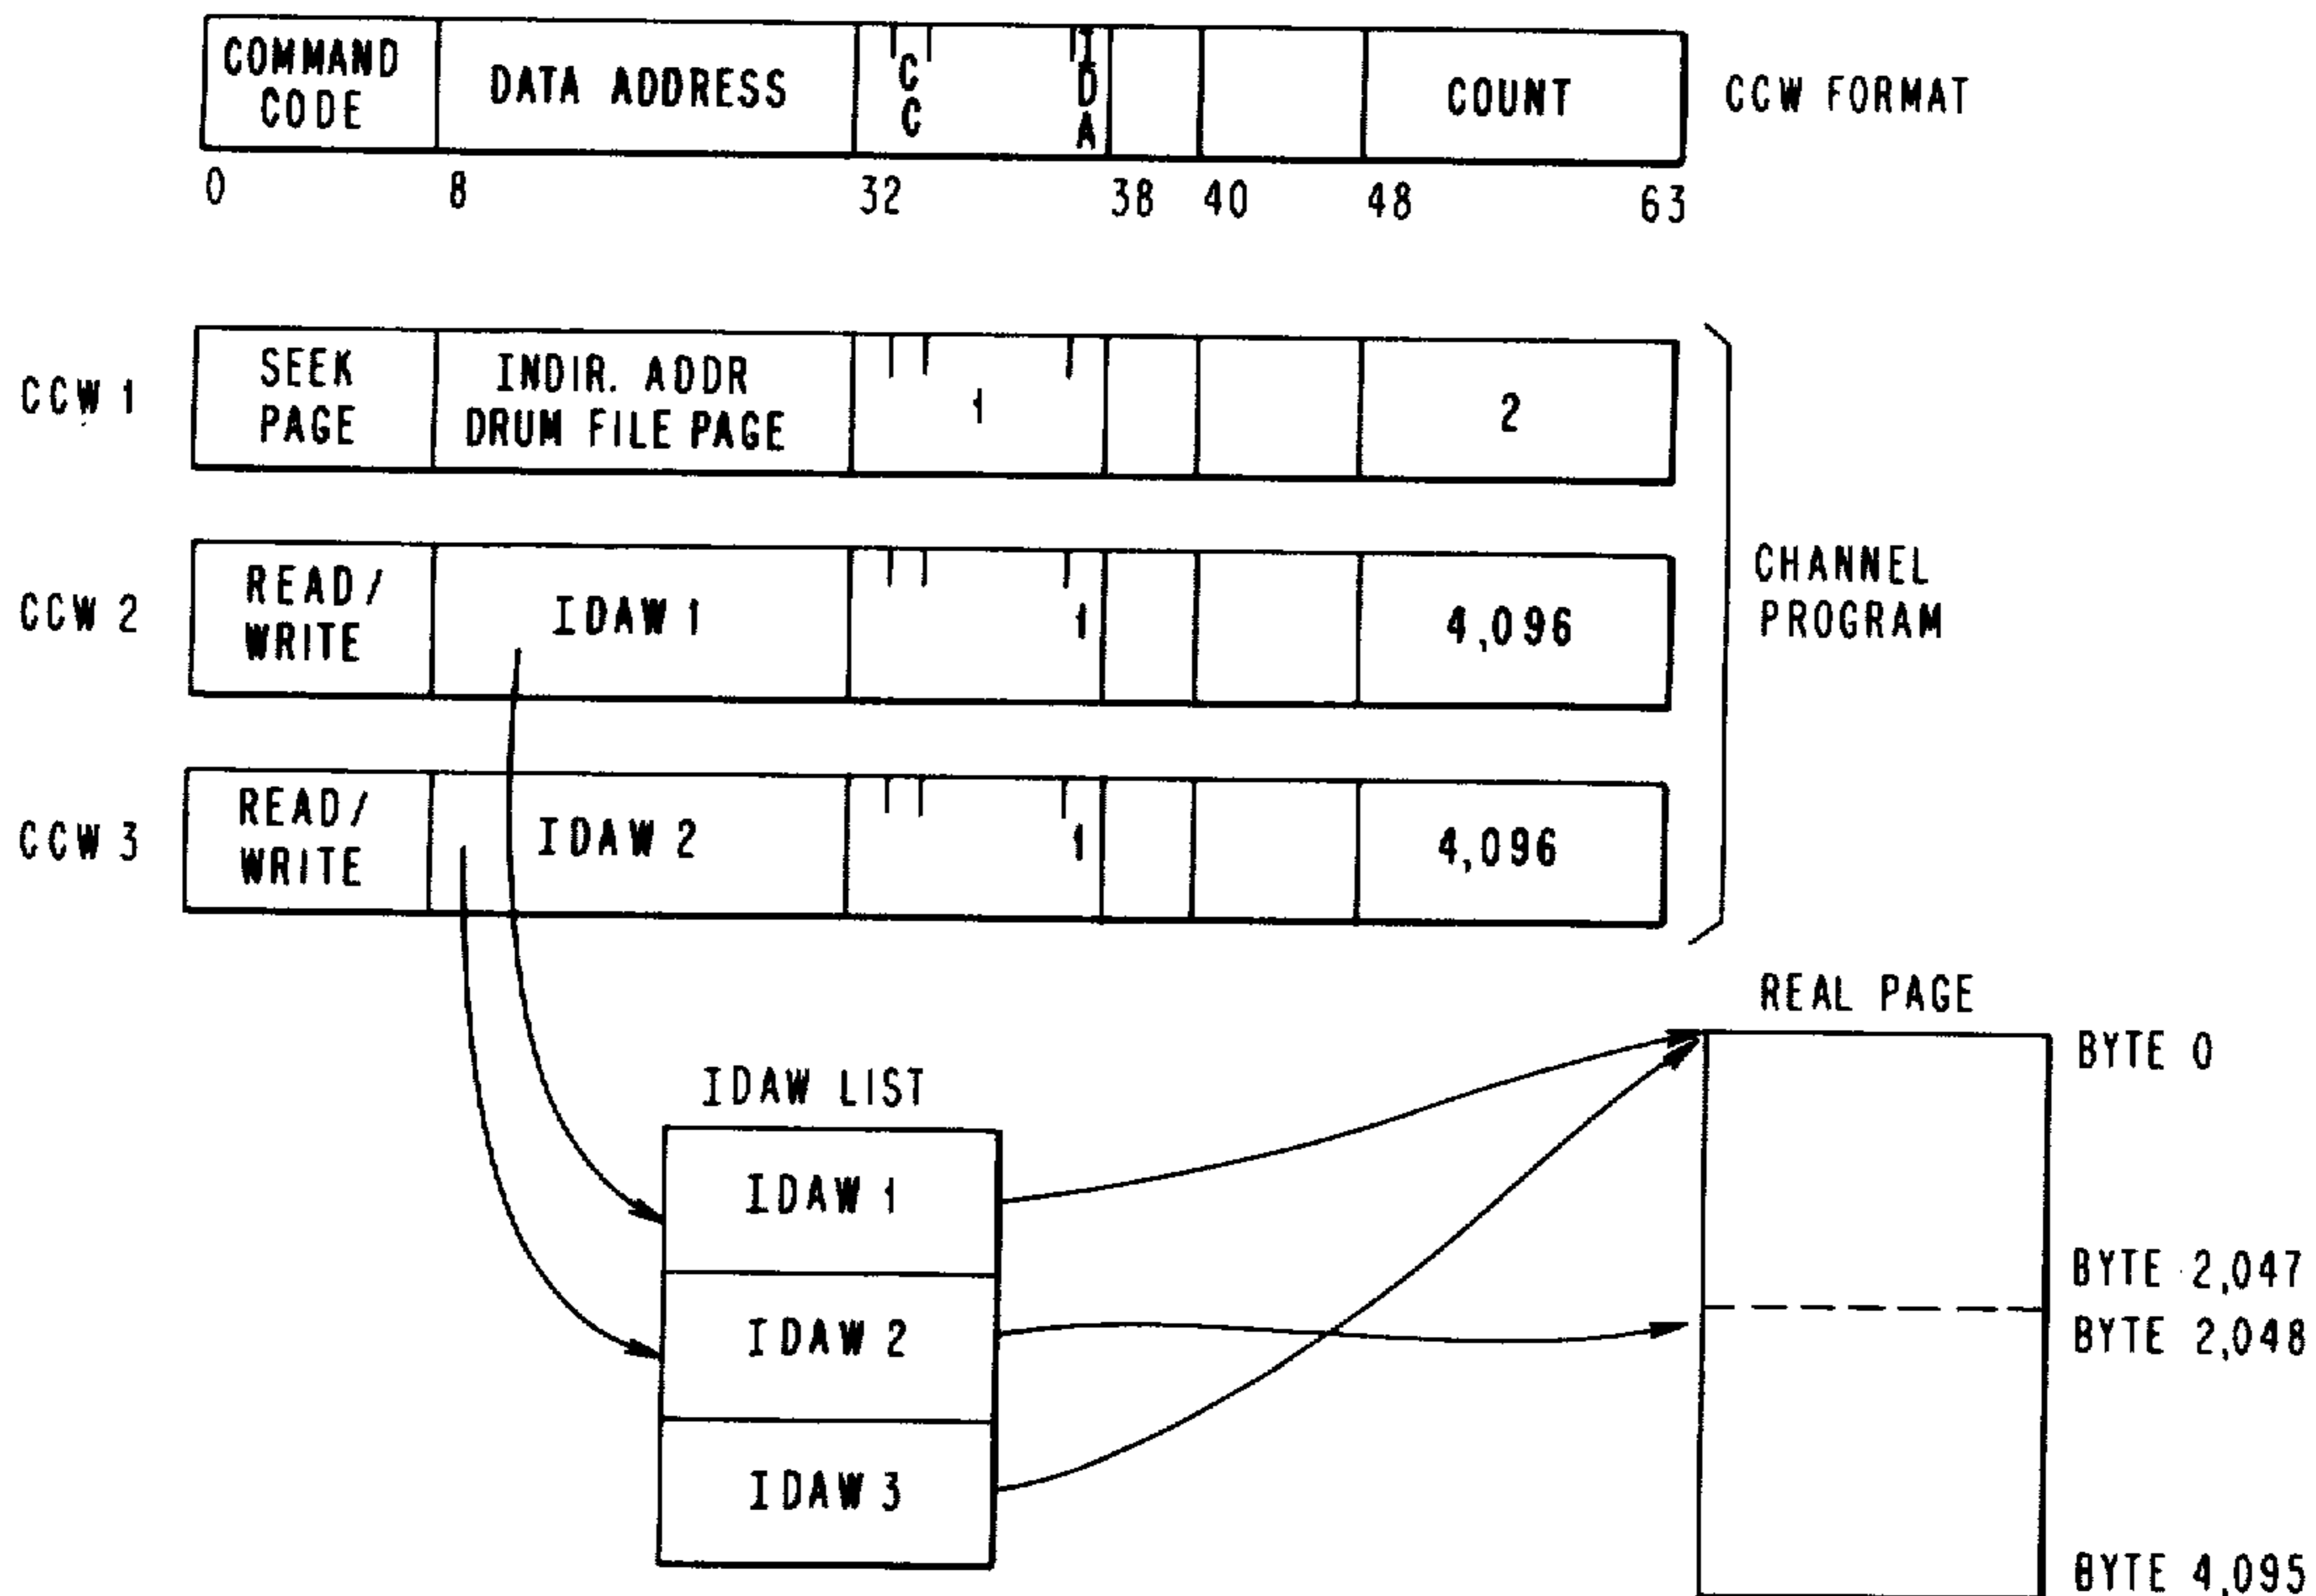 COMMAND
CODE
DATA ADDRESS
CC
IDA
COUNT
CCW FORMAT
0 8 32 38 40 48 63
CCW 1
SEEK
PAGE
INDIR. ADDR
DRUM FILE PAGE
1
2
CCW 2
READ/
WRITE
IDAW 1
1
4,096
CHANNEL
PROGRAM
CCW 3
READ/
WRITE
IDAW 2
1
4,096
REAL PAGE
BYTE 0
IDAW LIST
IDAW 1
BYTE 2,047
IDAW 2
BYTE 2,048
IDAW 3
BYTE 4,095